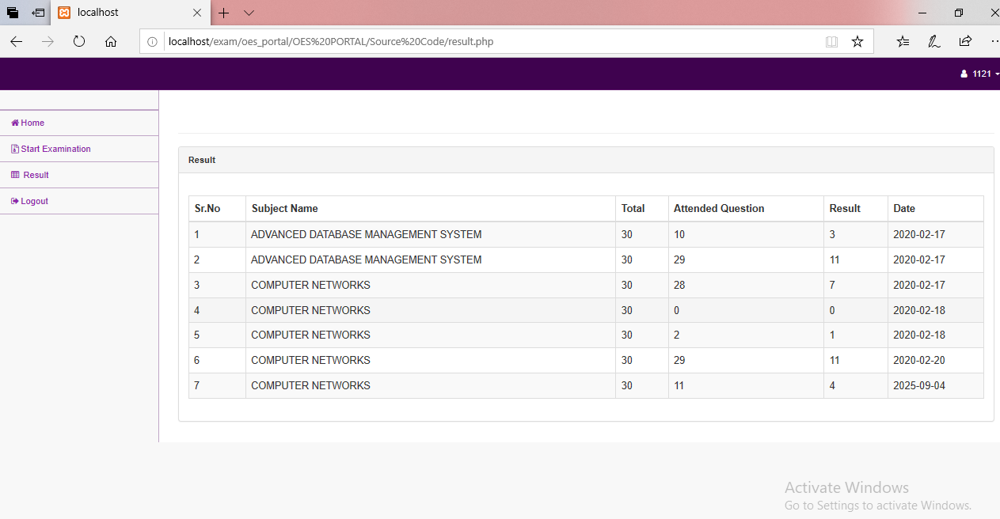 localhost
localhost/exam/oes_portal/OES%20PORTAL/Source%20Code/result.php
1121
Home
Start Examination
Result
Logout
Result
Sr.No Subject Name Total Attended Question Result Date
1 ADVANCED DATABASE MANAGEMENT SYSTEM 30 10 3 2020-02-17
2 ADVANCED DATABASE MANAGEMENT SYSTEM 30 29 11 2020-02-17
3 COMPUTER NETWORKS 30 28 7 2020-02-17
4 COMPUTER NETWORKS 30 0 0 2020-02-18
5 COMPUTER NETWORKS 30 2 1 2020-02-18
6 COMPUTER NETWORKS 30 29 11 2020-02-20
7 COMPUTER NETWORKS 30 11 4 2025-09-04
Activate Windows
Go to Settings to activate Windows.